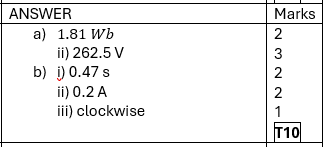 ANSWER Marks
a) 1.81 Wb 2
ii) 262.5 V 3
b) i) 0.47 s 2
ii) 0.2 A 2
iii) clockwise 1
T10